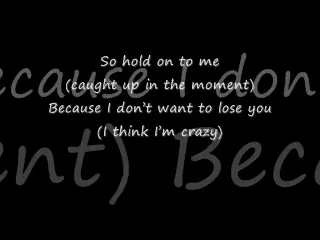 So hold on to me
(caught up in the moment)
Because I don't want to lose you
(I think I'm crazy)
ecause I don
ent) Beca